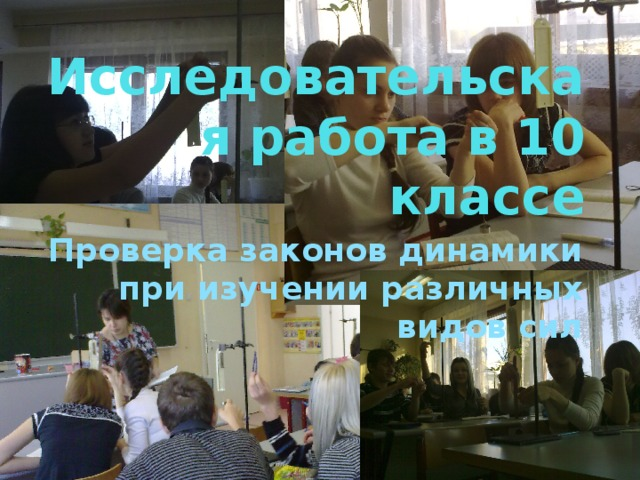 Исследовательска
я работа в 10
классе
Проверка законов динамики
при изучении различных
видов сил